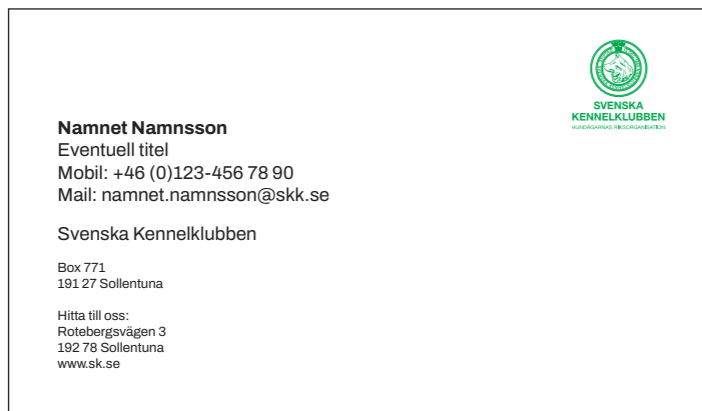 SVENSKA
KENNELKLUBBEN
HUNDÄGARNAS RIKSORGANISATION
Namnet Namnsson
Eventuell titel
Mobil: +46 (0)123-456 78 90
Mail: namnet.namnsson@skk.se
Svenska Kennelklubben
Box 771
191 27 Sollentuna
Hitta till oss:
Rotebergsvägen 3
192 78 Sollentuna
www.sk.se